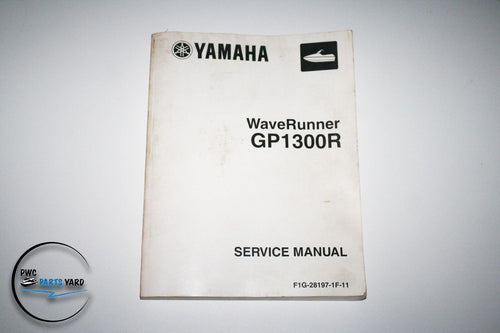 YAMAHA
WaveRunner
GP1300R
SERVICE MANUAL
F1G-28197-1F-11
PWC
PARTS YARD